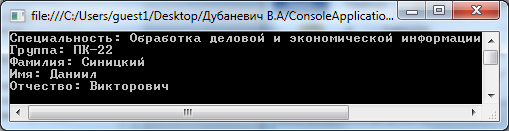 file:///C:/Users/guest1/Desktop/Дубаневич В.А/ConsoleApplicatio...
Специальность: Обработка деловой и экономической информации
Группа: ПК-22
Фамилия: Синицкий
Имя: Даниил
Отчество: Викторович